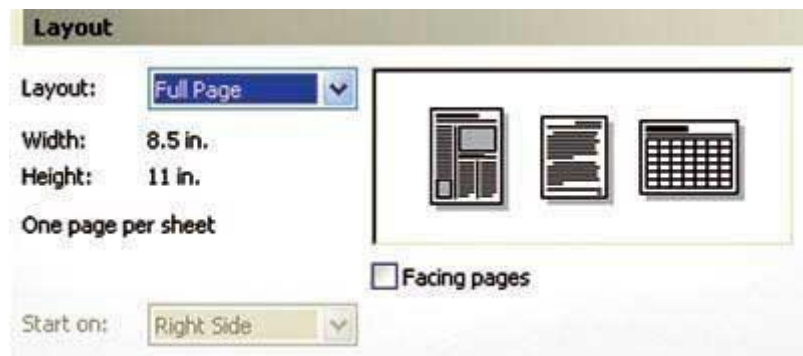 Layout
Layout: Full Page
Width: 8.5 in.
Height: 11 in.
One page per sheet
Facing pages
Start on: Right Side